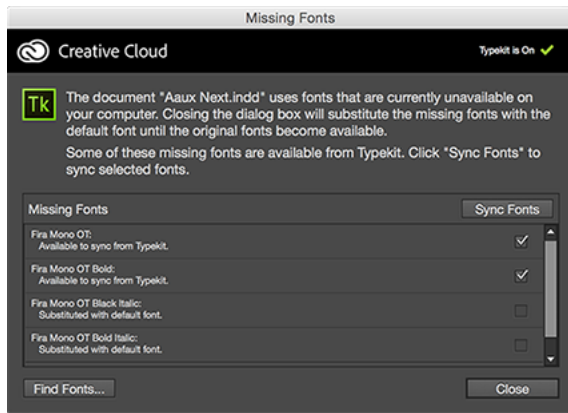 Missing Fonts
Creative Cloud
Typekit is On
Tk
The document "Aaux Next.indd" uses fonts that are currently unavailable on
your computer. Closing the dialog box will substitute the missing fonts with the
default font until the original fonts become available.
Some of these missing fonts are available from Typekit. Click "Sync Fonts" to
sync selected fonts.
Missing Fonts
Sync Fonts
Fira Mono OT:
Available to sync from Typekit.
Fira Mono OT Bold:
Available to sync from Typekit.
Fira Mono OT Black Italic:
Substituted with default font.
Fira Mono OT Bold Italic:
Substituted with default font.
Find Fonts...
Close